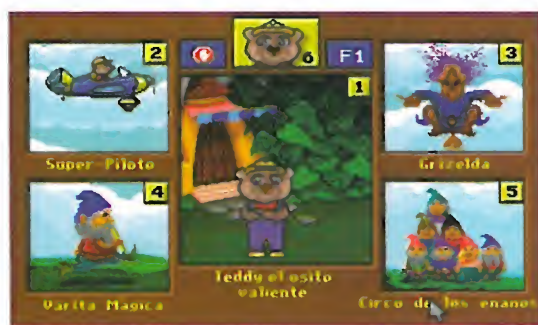 6
F1
1
2
Super Piloto
3
Grizelda
4
Varita Magica
Teddy el osito
valiente
5
Circo de los enanos